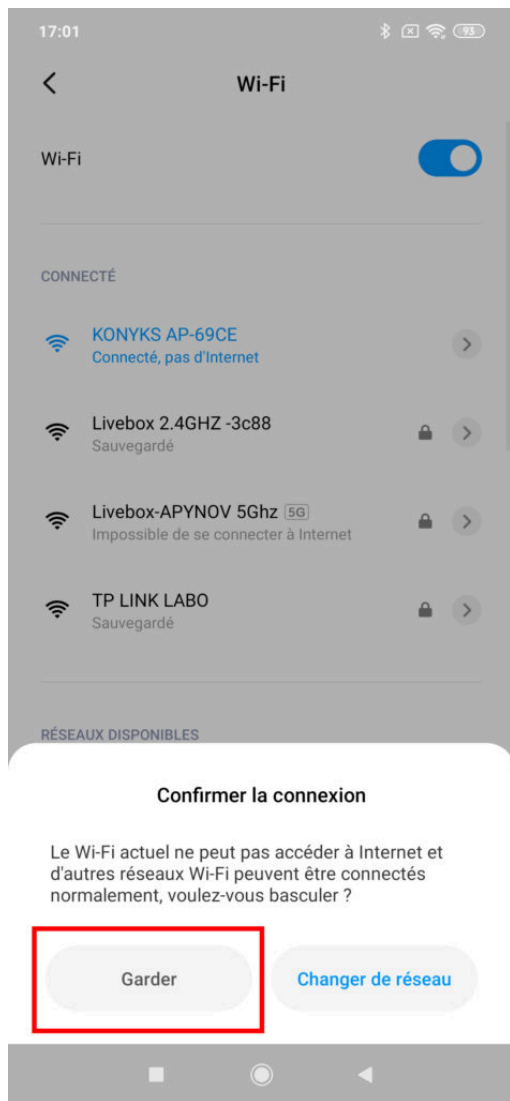 17:01
93
Wi-Fi
Wi-Fi
CONNECTÉ
KONYKS AP-69CE
Connecté, pas d'Internet
Livebox 2.4GHZ -3c88
Sauvegardé
Livebox-APYNOV 5Ghz 5G
Impossible de se connecter à Internet
TP LINK LABO
Sauvegardé
RÉSEAUX DISPONIBLES
Confirmer la connexion
Le Wi-Fi actuel ne peut pas accéder à Internet et
d'autres réseaux Wi-Fi peuvent être connectés
normalement, voulez-vous basculer ?
Garder
Changer de réseau